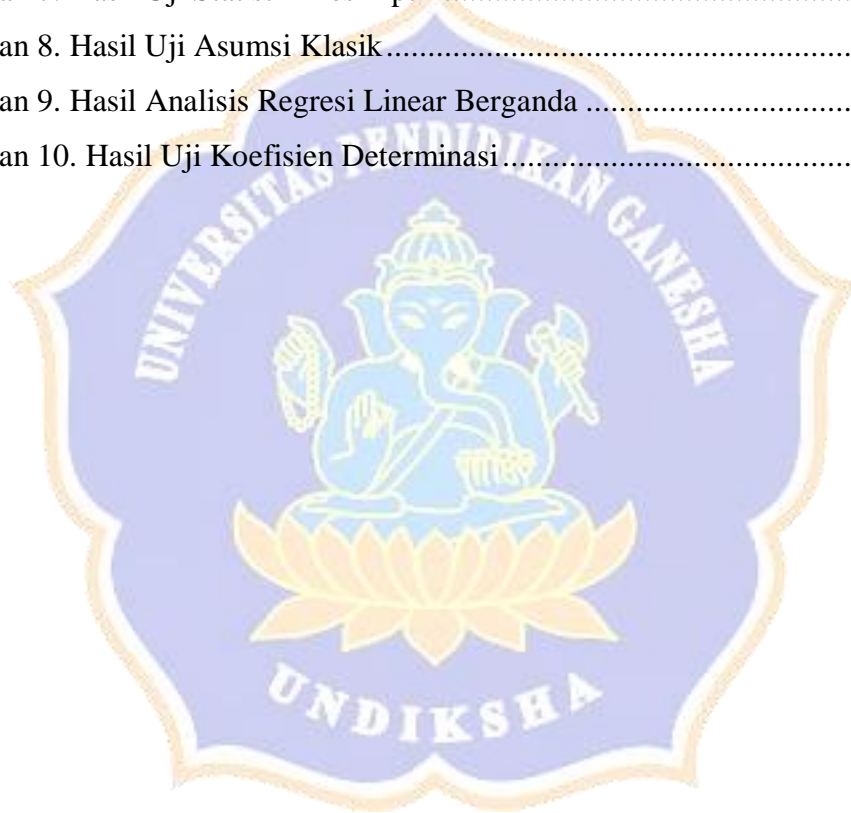 an 8. Hasil Uji Asumsi Klasik
an 9. Hasil Analisis Regresi Linear Berganda
an 10. Hasil Uji Koefisien Determinasi
UNIVERSITAS PENDIDIKAN GANESHA
UNDIKSHA